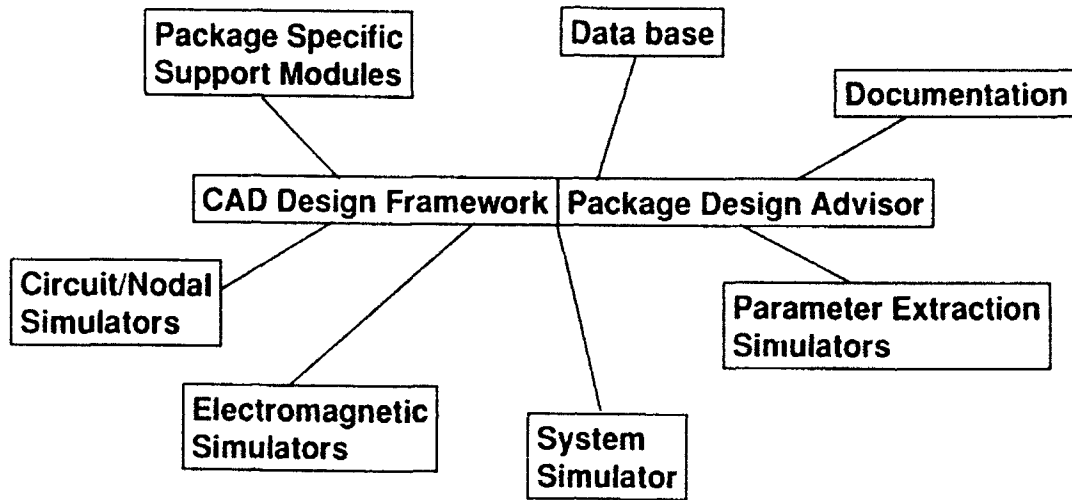 Package Specific
Support Modules
Data base
Documentation
CAD Design Framework
Package Design Advisor
Circuit/Nodal
Simulators
Parameter Extraction
Simulators
Electromagnetic
Simulators
System
Simulator